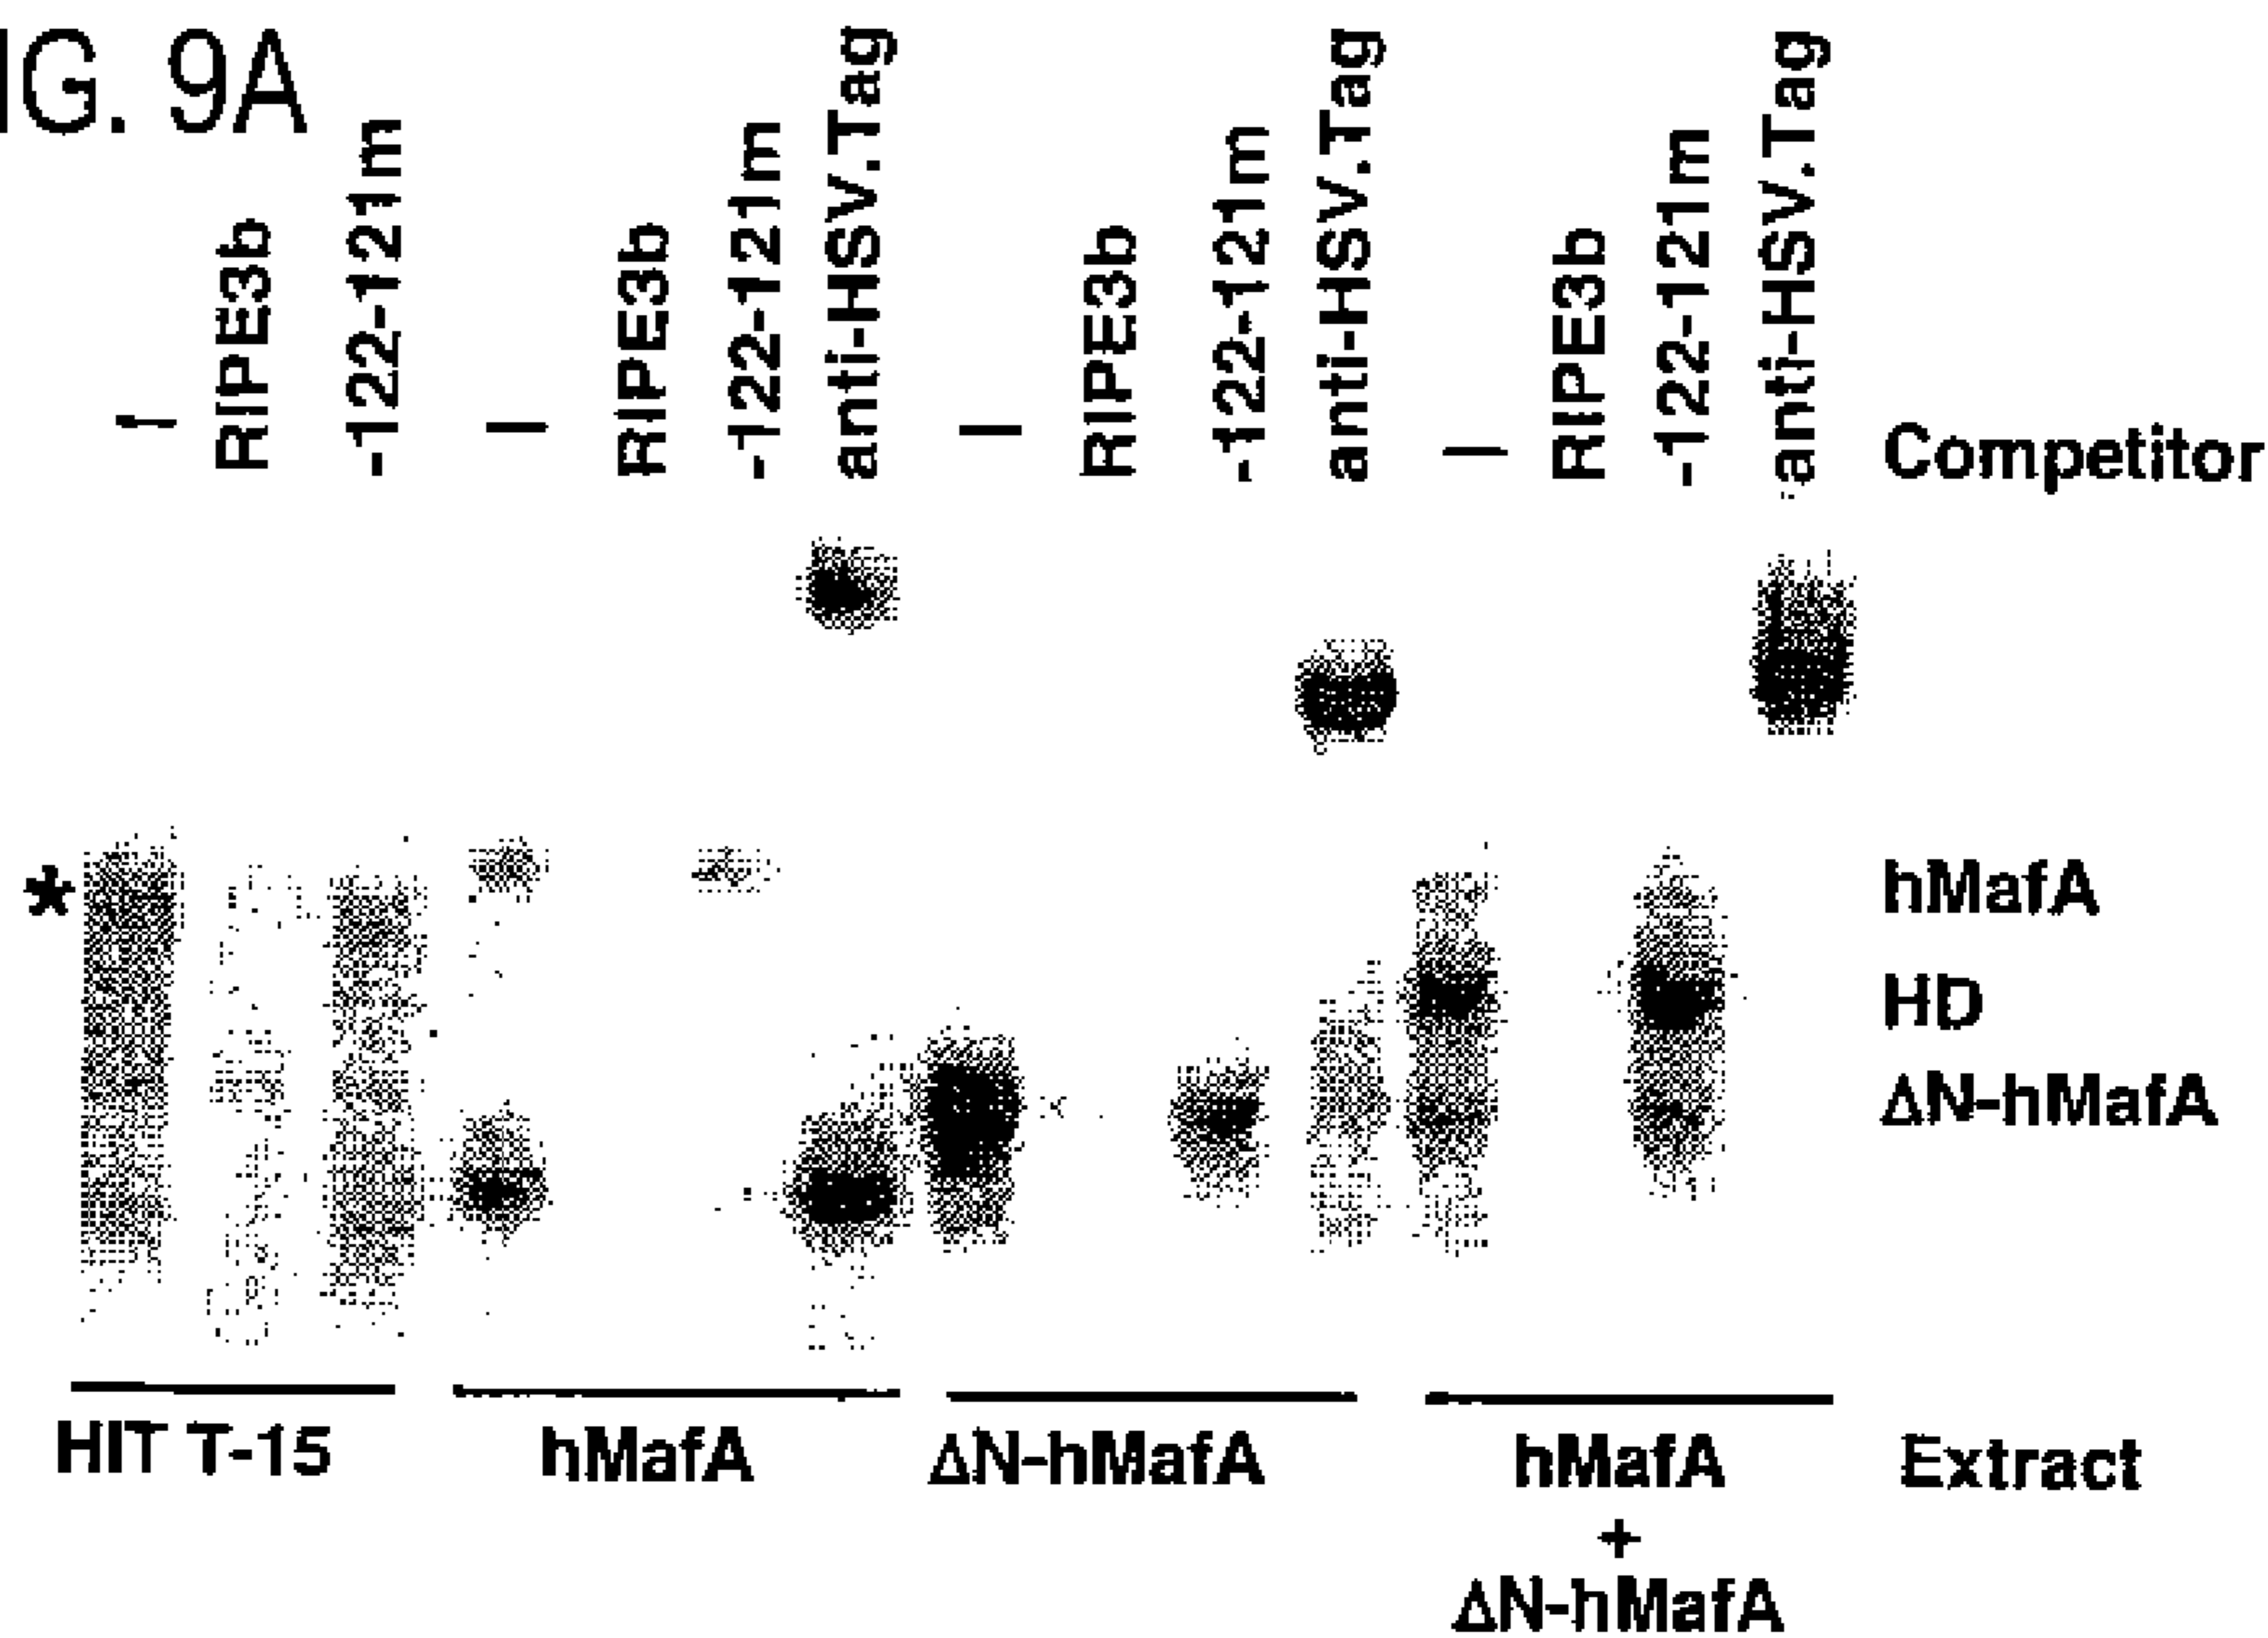 IG. 9A
– RIPE3b -122-121m – RIPE3b -122-121m anti-HSV.Tag – RIPE3b -122-121m anti-HSV.Tag – RIPE3b -122-121m anti-HSV.Tag Competitor
* hMafA
HD
ΔN-hMafA
HIT T-15 hMafA ΔN-hMafA hMafA Extract
+
ΔN-hMafA